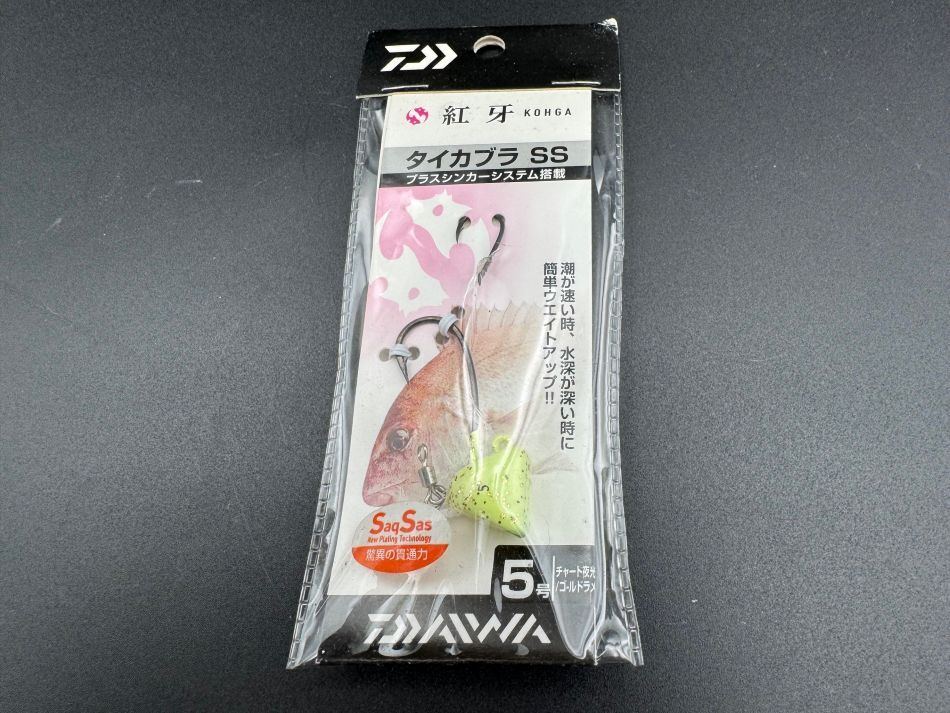 紅牙 KOHGA
タイカブラ SS
プラスシンカーシステム搭載
潮が速い時、水深が深い時に
簡単ウエイトアップ!!
5
SaqSas
New Plating Technology
驚異の貫通力
5号
チャート夜光
/ゴールドラメ
DAIWA